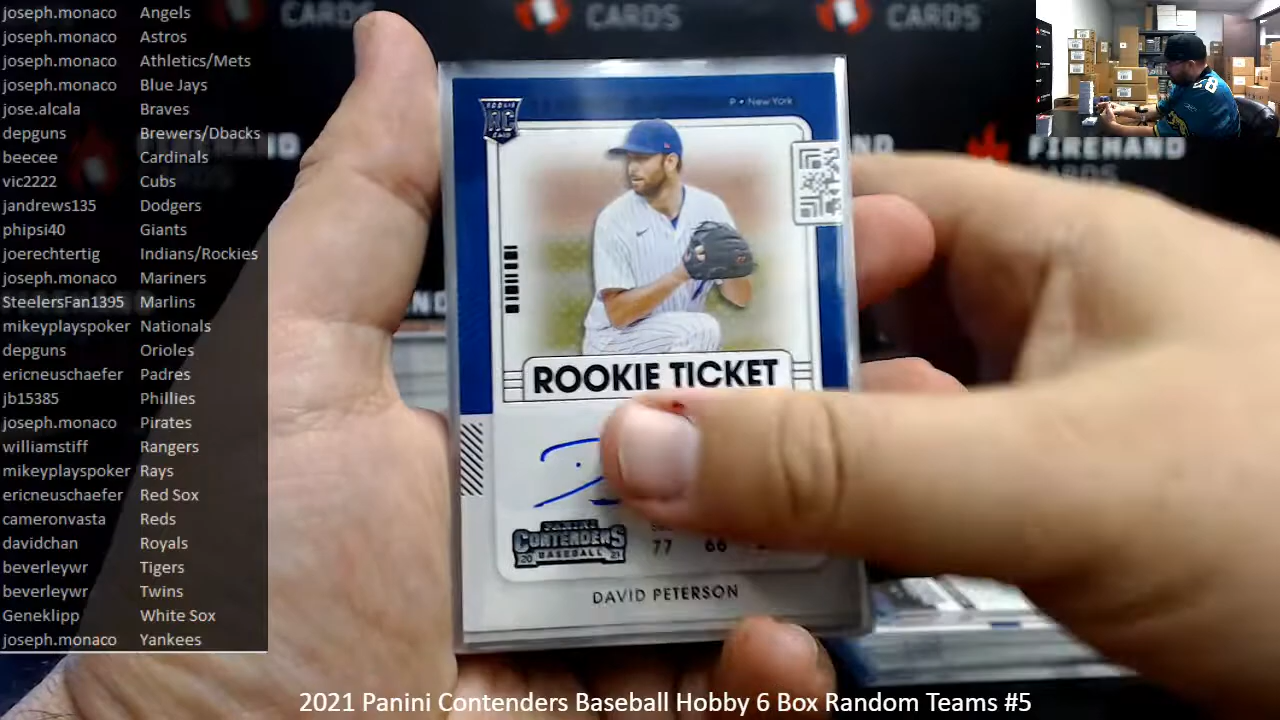 joseph.monaco Angels
joseph.monaco Astros
joseph.monaco Athletics/Mets
joseph.monaco Blue Jays
jose.alcala Braves
depguns Brewers/Dbacks
beecee Cardinals
vic2222 Cubs
jandrews135 Dodgers
phipsi40 Giants
joerechtertig Indians/Rockies
joseph.monaco Mariners
SteelersFan1395 Marlins
mikeyplayspoker Nationals
depguns Orioles
ericneuschaefer Padres
jb15385 Phillies
joseph.monaco Pirates
williamstiff Rangers
mikeyplayspoker Rays
ericneuschaefer Red Sox
cameronvasta Reds
davidchan Royals
beverleywr Tigers
beverleywr Twins
Geneklipp White Sox
joseph.monaco Yankees
CARDS
CARDS
FIREHAND
CARDS
ROOKIE
RC
P • New York
ROOKIE TICKET
PANINI
CONTENDERS
20 BASEBALL 21
77 66
DAVID PETERSON
2021 Panini Contenders Baseball Hobby 6 Box Random Teams #5